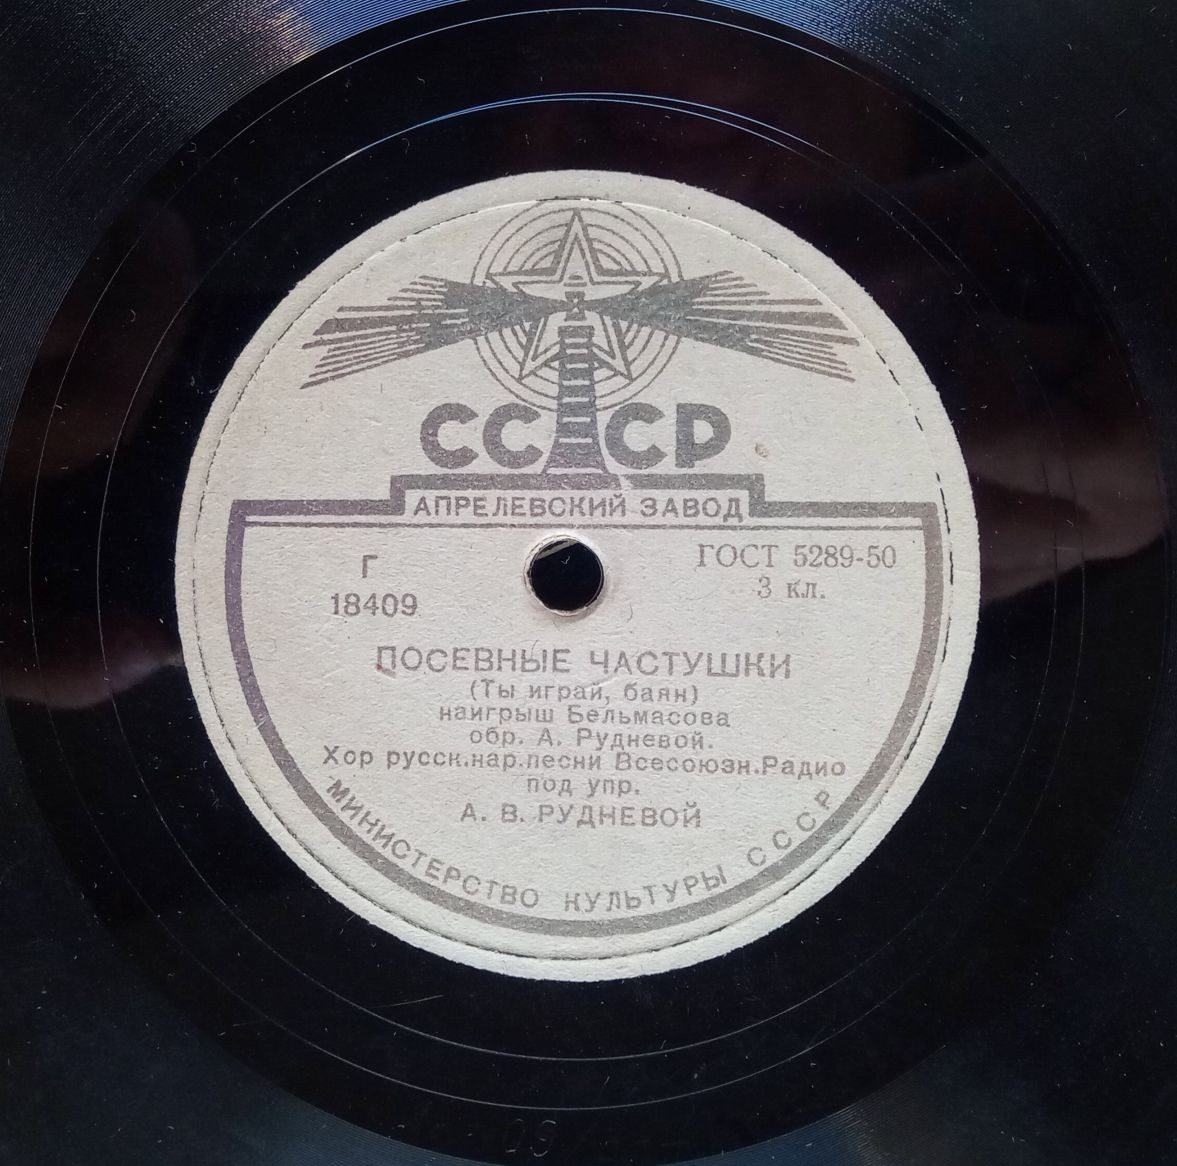 СССР
АПРЕЛЕВСКИЙ ЗАВОД
Г
18409
ГОСТ 5289-50
3 кл.
ПОСЕВНЫЕ ЧАСТУШКИ
(Ты играй, баян)
наигрыш Бельмасова
обр. А. Рудневой.
Хор русск.нар.песни Всесоюзн.Радио
под упр.
А. В. РУДНЕВОЙ
МИНИСТЕРСТВО КУЛЬТУРЫ СССР